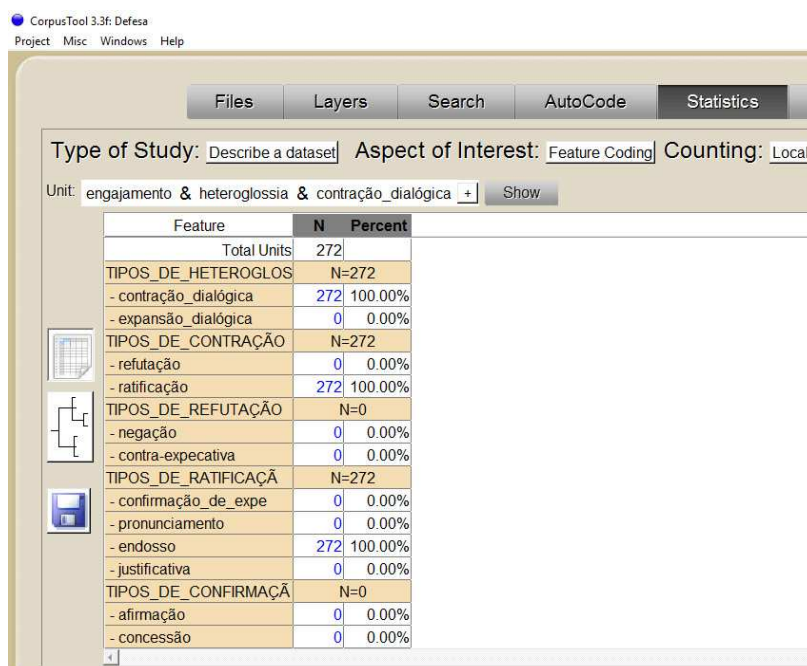 CorpusTool 3.3f: Defesa
Project Misc Windows Help
Files Layers Search AutoCode Statistics
Type of Study: Describe a dataset Aspect of Interest: Feature Coding Counting: Local
Unit: engajamento & heteroglossia & contração_dialógica + Show
Feature N Percent
Total Units 272
TIPOS_DE_HETEROGLOS N=272
- contração_dialógica 272 100.00%
- expansão_dialógica 0 0.00%
TIPOS_DE_CONTRAÇÃO N=272
- refutação 0 0.00%
- ratificação 272 100.00%
TIPOS_DE_REFUTAÇÃO N=0
- negação 0 0.00%
- contra-expecativa 0 0.00%
TIPOS_DE_RATIFICAÇÃ N=272
- confirmação_de_expe 0 0.00%
- pronunciamento 0 0.00%
- endosso 272 100.00%
- justificativa 0 0.00%
TIPOS_DE_CONFIRMAÇÃ N=0
- afirmação 0 0.00%
- concessão 0 0.00%